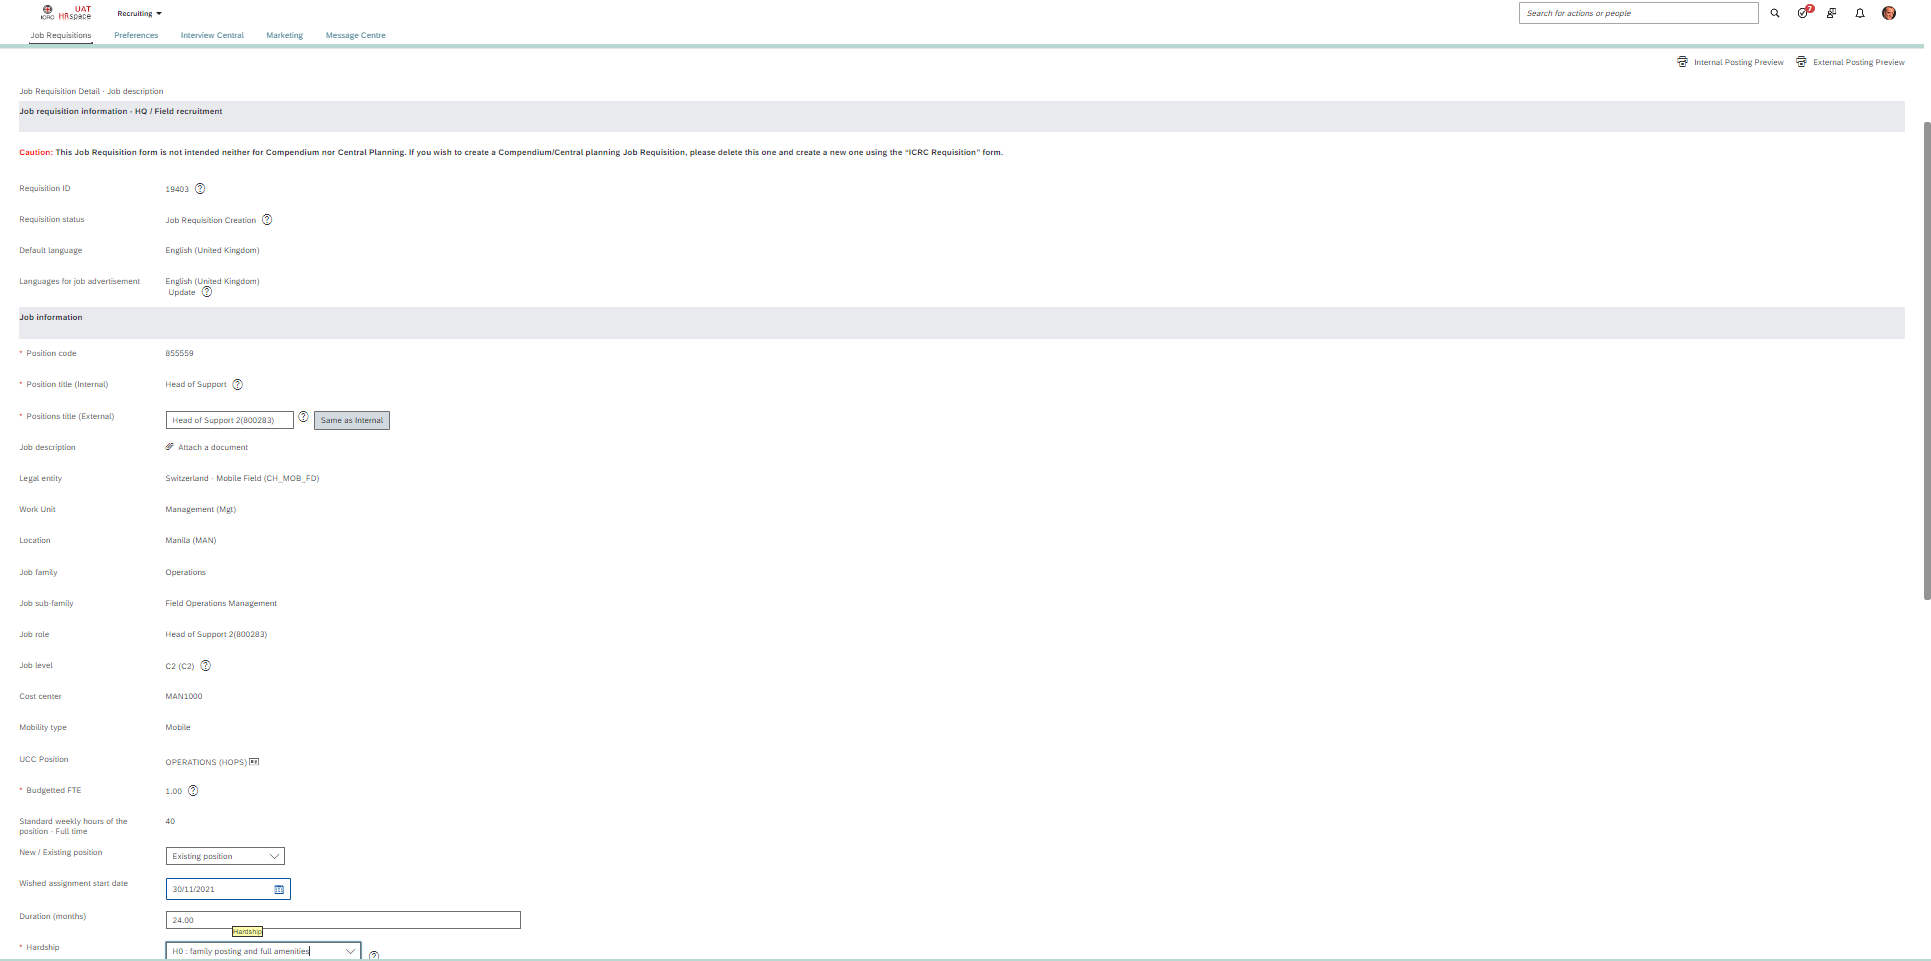 ICRC UAT HRspace Recruiting Search for actions or people 7
Job Requisitions Preferences Interview Central Marketing Message Centre
Internal Posting Preview External Posting Preview
Job Requisition Detail - Job description
Job requisition information - HQ / Field recruitment
Caution: This Job Requisition form is not intended neither for Compendium nor Central Planning. If you wish to create a Compendium/Central planning Job Requisition, please delete this one and create a new one using the “ICRC Requisition” form.
Requisition ID 19403 ?
Requisition status Job Requisition Creation ?
Default language English (United Kingdom)
Languages for job advertisement English (United Kingdom)
Update ?
Job information
* Position code 855559
* Position title (Internal) Head of Support ?
* Positions title (External) Head of Support 2(800283) ? Same as Internal
Job description Attach a document
Legal entity Switzerland - Mobile Field (CH_MOB_FD)
Work Unit Management (Mgt)
Location Manila (MAN)
Job family Operations
Job sub-family Field Operations Management
Job role Head of Support 2(800283)
Job level C2 (C2) ?
Cost center MAN1000
Mobility type Mobile
UCC Position OPERATIONS (HOPS)
* Budgetted FTE 1.00 ?
Standard weekly hours of the 40
position - Full time
New / Existing position Existing position
Wished assignment start date 30/11/2021
Duration (months) 24.00
Hardship
* Hardship H0 : family posting and full amenities ?